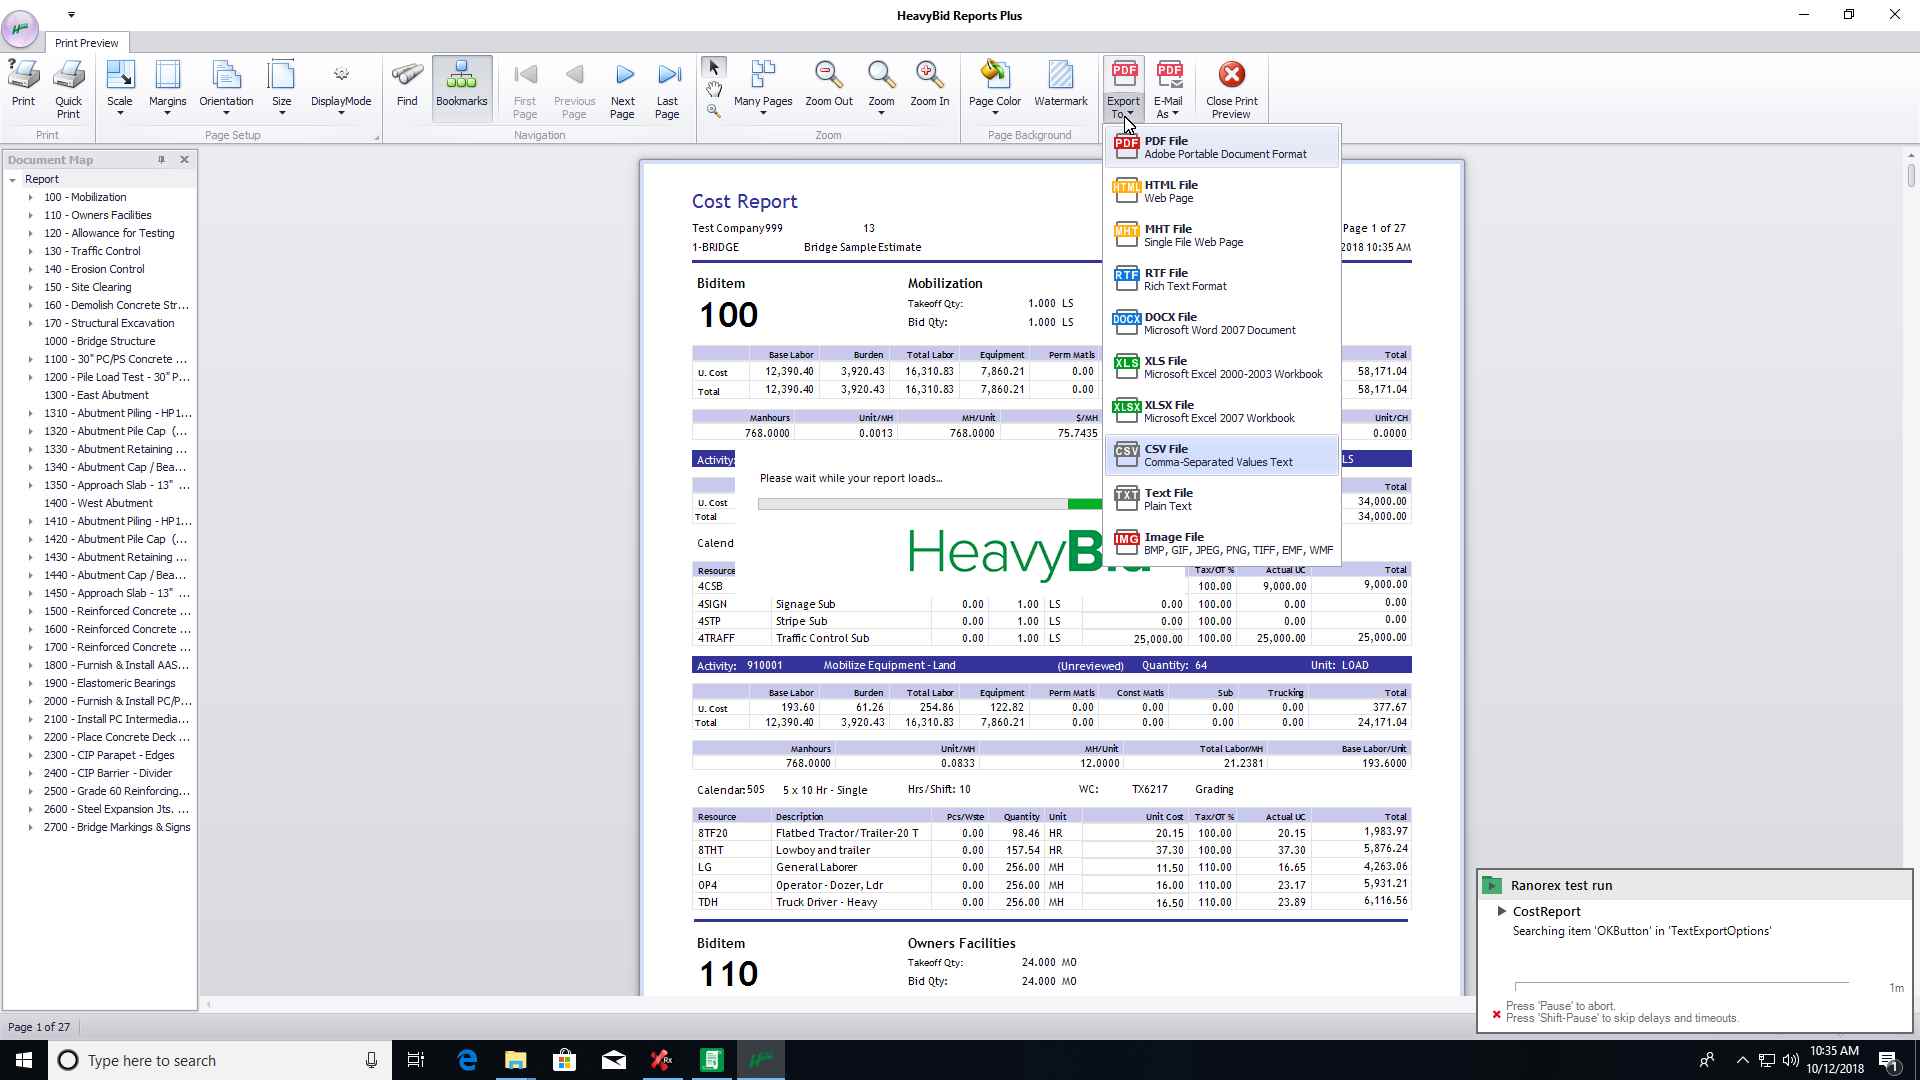 HeavyBid Reports Plus
Print Preview
Print
Quick Print
Scale
Margins
Orientation
Size
DisplayMode
Find
Bookmarks
First Page
Previous Page
Next Page
Last Page
Many Pages
Zoom Out
Zoom
Zoom In
Page Color
Watermark
PDF Export To
PDF E-Mail As
Close Print Preview
Print
Page Setup
Navigation
Zoom
Page Background
Document Map
Report
100 - Mobilization
110 - Owners Facilities
120 - Allowance for Testing
130 - Traffic Control
140 - Erosion Control
150 - Site Clearing
160 - Demolish Concrete Str...
170 - Structural Excavation
1000 - Bridge Structure
1100 - 30" PC/PS Concrete ...
1200 - Pile Load Test - 30" P...
1300 - East Abutment
1310 - Abutment Piling - HP1...
1320 - Abutment Pile Cap (...
1330 - Abutment Retaining ...
1340 - Abutment Cap / Bea...
1350 - Approach Slab - 13" ...
1400 - West Abutment
1410 - Abutment Piling - HP1...
1420 - Abutment Pile Cap (...
1430 - Abutment Retaining ...
1440 - Abutment Cap / Bea...
1450 - Approach Slab - 13" ...
1500 - Reinforced Concrete ...
1600 - Reinforced Concrete ...
1700 - Reinforced Concrete ...
1800 - Furnish & Install AAS...
1900 - Elastomeric Bearings
2000 - Furnish & Install PC/P...
2100 - Install PC Intermedia...
2200 - Place Concrete Deck ...
2300 - CIP Parapet - Edges
2400 - CIP Barrier - Divider
2500 - Grade 60 Reinforcing...
2600 - Steel Expansion Jts. ...
2700 - Bridge Markings & Signs
Cost Report
Test Company999 13 Page 1 of 27
1-BRIDGE Bridge Sample Estimate 2018 10:35 AM
Biditem Mobilization
100 Takeoff Qty: 1.000 LS
Bid Qty: 1.000 LS
Base Labor Burden Total Labor Equipment Perm Matls Total
U. Cost 12,390.40 3,920.43 16,310.83 7,860.21 0.00 58,171.04
Total 12,390.40 3,920.43 16,310.83 7,860.21 0.00 58,171.04
Manhours Unit/MH MH/Unit $/MH Unit/CH
768.0000 0.0013 768.0000 75.7435 0.0000
Activity: LS
Total
U. Cost 34,000.00
Total 34,000.00
Calend
Please wait while your report loads...
HeavyB
Resource Tax/OT % Actual UC Total
4CSB 100.00 9,000.00 9,000.00
4SIGN Signage Sub 0.00 1.00 LS 0.00 100.00 0.00 0.00
4STP Stripe Sub 0.00 1.00 LS 0.00 100.00 0.00 0.00
4TRAFF Traffic Control Sub 0.00 1.00 LS 25,000.00 100.00 25,000.00 25,000.00
Activity: 910001 Mobilize Equipment - Land (Unreviewed) Quantity: 64 Unit: LOAD
Base Labor Burden Total Labor Equipment Perm Matls Const Matls Sub Trucking Total
U. Cost 193.60 61.26 254.86 122.82 0.00 0.00 0.00 0.00 377.67
Total 12,390.40 3,920.43 16,310.83 7,860.21 0.00 0.00 0.00 0.00 24,171.04
Manhours Unit/MH MH/Unit Total Labor/MH Base Labor/Unit
768.0000 0.0833 12.0000 21.2381 193.6000
Calendar: 505 5 x 10 Hr - Single Hrs/Shift: 10 WC: TX6217 Grading
Resource Description Pcs/Wste Quantity Unit Unit Cost Tax/OT % Actual UC Total
8TF20 Flatbed Tractor/Trailer-20 T 0.00 98.46 HR 20.15 100.00 20.15 1,983.97
8THT Lowboy and trailer 0.00 157.54 HR 37.30 100.00 37.30 5,876.24
LG General Laborer 0.00 256.00 MH 11.50 110.00 16.65 4,263.06
OP4 Operator - Dozer, Ldr 0.00 256.00 MH 16.00 110.00 23.17 5,931.21
TDH Truck Driver - Heavy 0.00 256.00 MH 16.50 110.00 23.89 6,116.56
Biditem Owners Facilities
110 Takeoff Qty: 24.000 MO
Bid Qty: 24.000 MO
PDF PDF File
Adobe Portable Document Format
HTML HTML File
Web Page
MHT MHT File
Single File Web Page
RTF RTF File
Rich Text Format
DOCX DOCX File
Microsoft Word 2007 Document
XLS XLS File
Microsoft Excel 2000-2003 Workbook
XLSX XLSX File
Microsoft Excel 2007 Workbook
CSV CSV File
Comma-Separated Values Text
TXT Text File
Plain Text
IMG Image File
BMP, GIF, JPEG, PNG, TIFF, EMF, WMF
Ranorex test run
CostReport
Searching item 'OKButton' in 'TextExportOptions'
1m
Press 'Pause' to abort.
Press 'Shift-Pause' to skip delays and timeouts.
Page 1 of 27
Type here to search
10:35 AM
10/12/2018
1